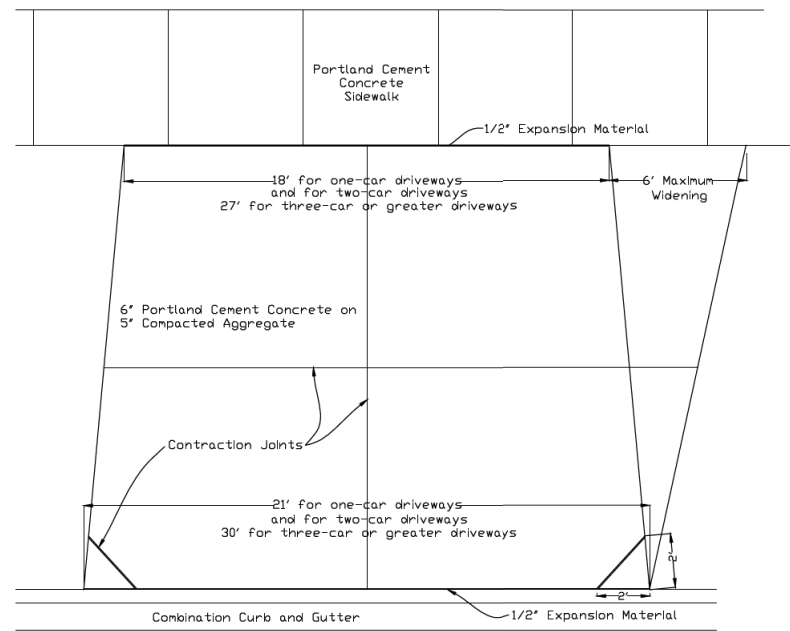 Portland Cement
Concrete
Sidewalk
1/2" Expansion Material
18' for one-car driveways
and for two-car driveways
27' for three-car or greater driveways
6' Maximum
Widening
6" Portland Cement Concrete on
5" Compacted Aggregate
Contraction Joints
21' for one-car driveways
and for two-car driveways
30' for three-car or greater driveways
2'
2'
Combination Curb and Gutter
1/2" Expansion Material